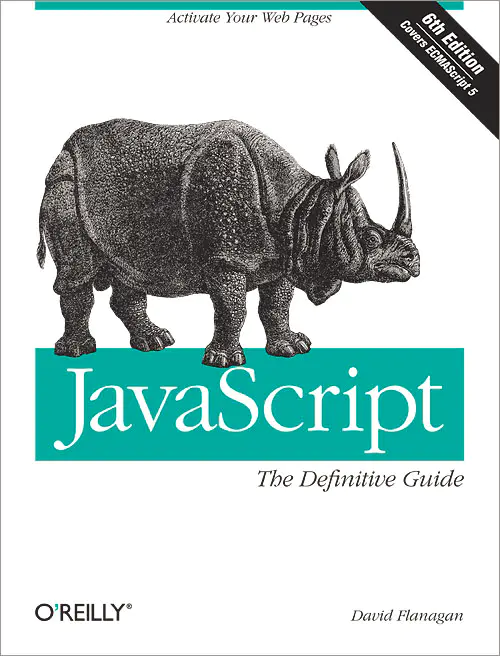 Activate Your Web Pages
6th Edition
Covers ECMAScript 5
JavaScript
The Definitive Guide
O'REILLY®
David Flanagan